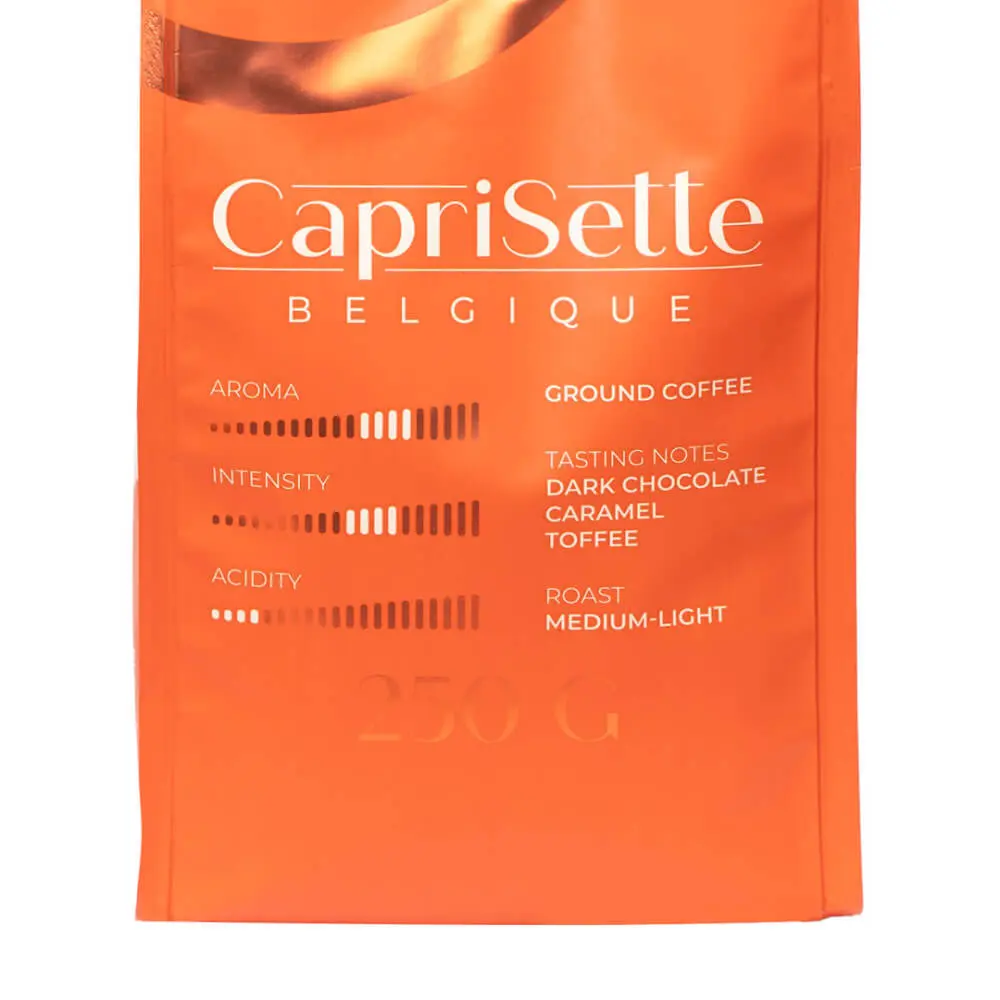 CapriSette
BELGIQUE
AROMA
INTENSITY
ACIDITY
GROUND COFFEE
TASTING NOTES
DARK CHOCOLATE
CARAMEL
TOFFEE
ROAST
MEDIUM-LIGHT
250 G